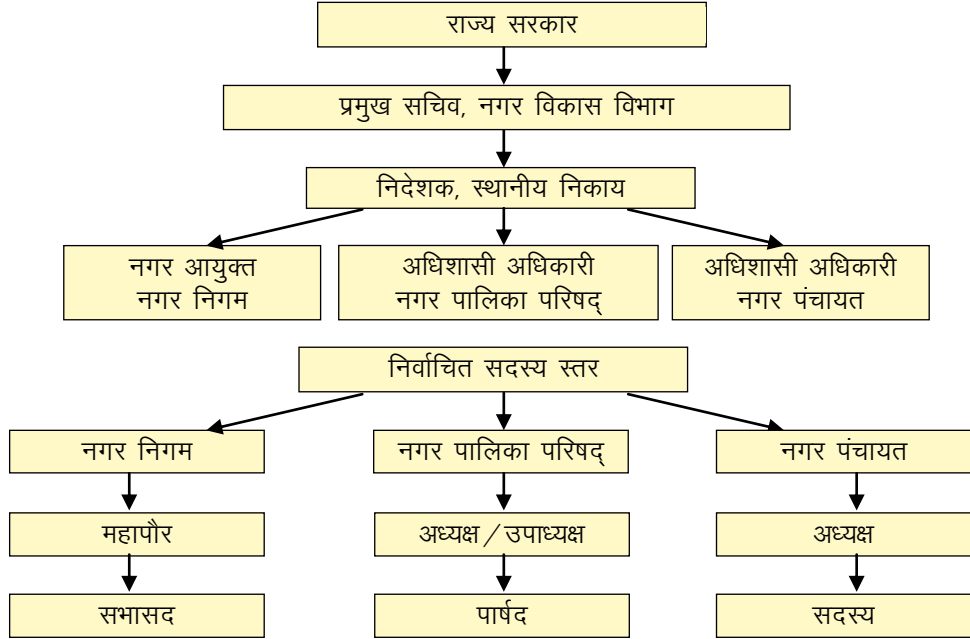 राज्य सरकार
प्रमुख सचिव, नगर विकास विभाग
निदेशक, स्थानीय निकाय
नगर आयुक्त
नगर निगम
अधिशासी अधिकारी
नगर पालिका परिषद्
अधिशासी अधिकारी
नगर पंचायत
निर्वाचित सदस्य स्तर
नगर निगम
नगर पालिका परिषद्
नगर पंचायत
महापौर
अध्यक्ष / उपाध्यक्ष
अध्यक्ष
सभासद
पार्षद
सदस्य